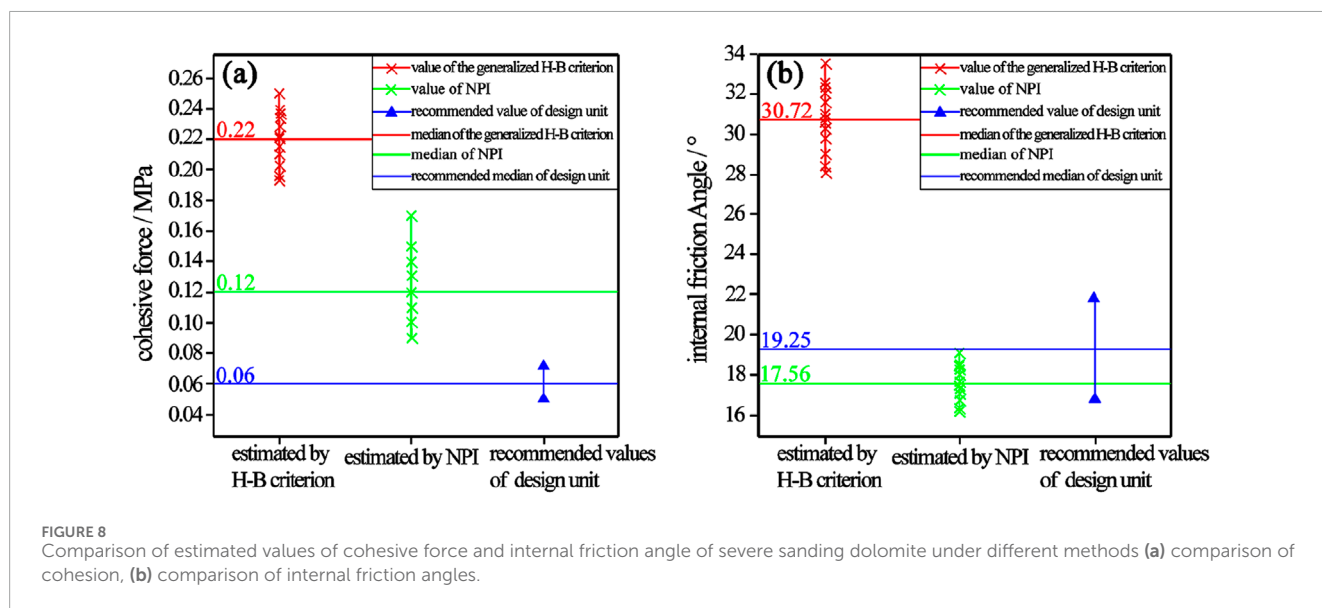 (a)
0.26
0.24
0.22
0.20
0.18
0.16
0.14
0.12
0.10
0.08
0.06
0.04
cohesive force / MPa
0.22
0.12
0.06
value of the generalized H-B criterion
value of NPI
recommended value of design unit
median of the generalized H-B criterion
median of NPI
recommended median of design unit
estimated by
H-B criterion
estimated by NPI
recommended values
of design unit
(b)
34
32
30
28
26
24
22
20
18
16
14
internal friction Angle / °
30.72
19.25
17.56
value of the generalized H-B criterion
value of NPI
recommended value of design unit
median of the generalized H-B criterion
median of NPI
recommended median of design unit
estimated by
H-B criterion
estimated by NPI
recommended values
of design unit
FIGURE 8
Comparison of estimated values of cohesive force and internal friction angle of severe sanding dolomite under different methods (a) comparison of
cohesion, (b) comparison of internal friction angles.